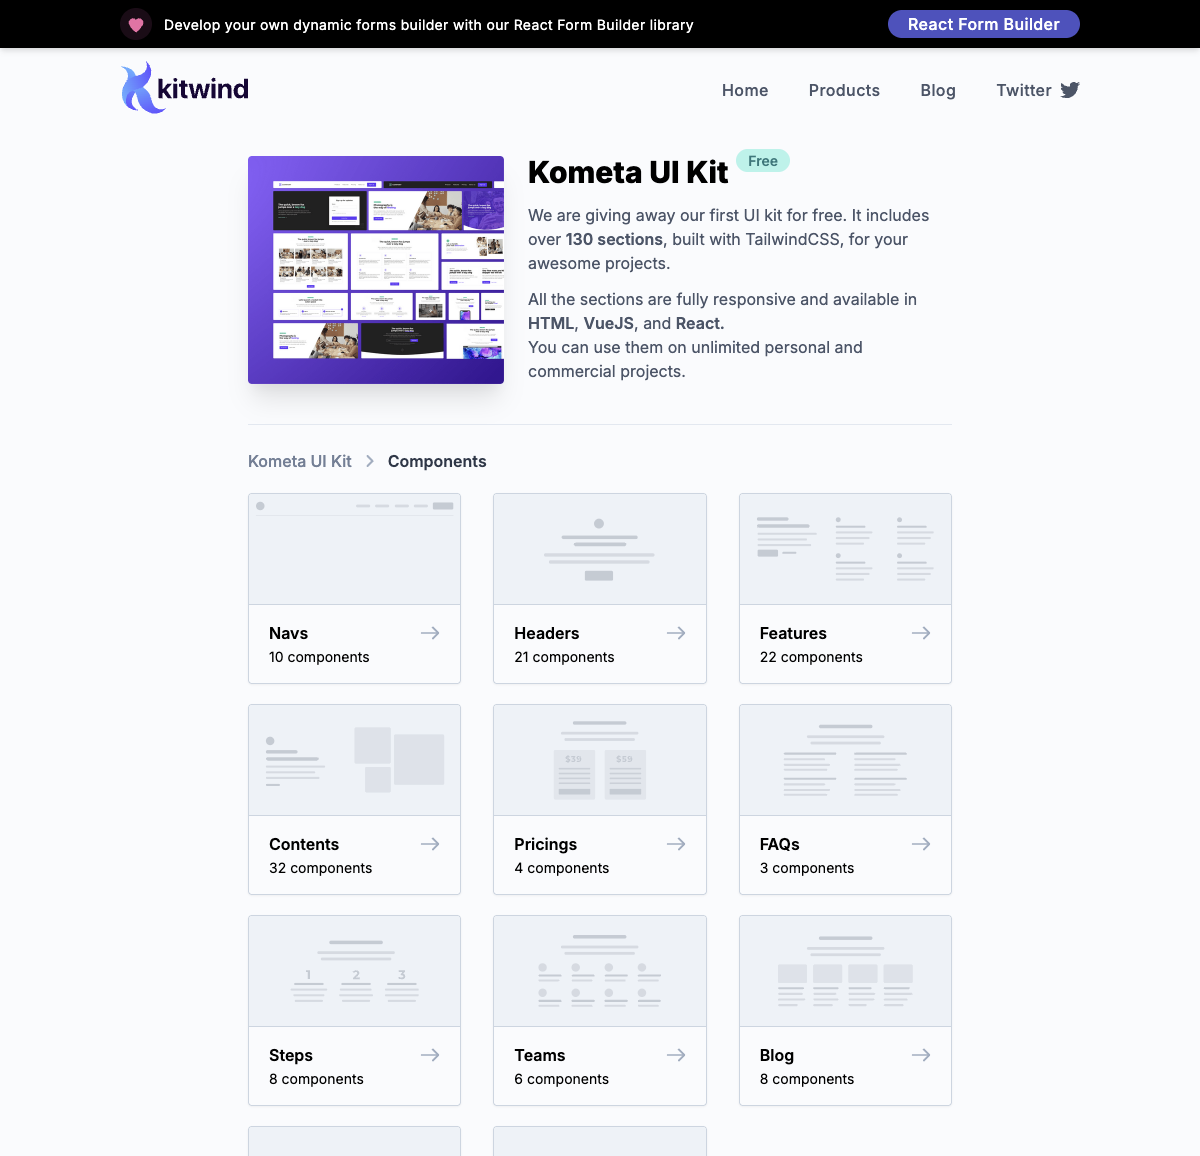 Develop your own dynamic forms builder with our React Form Builder library
React Form Builder
kitwind
Home
Products
Blog
Twitter
Kometa UI Kit
Free
We are giving away our first UI kit for free. It includes
over 130 sections, built with TailwindCSS, for your
awesome projects.
All the sections are fully responsive and available in
HTML, VueJS, and React.
You can use them on unlimited personal and
commercial projects.
Kometa UI Kit
Components
Navs
10 components
Headers
21 components
Features
22 components
$39
$59
Contents
32 components
Pricings
4 components
FAQs
3 components
1
2
3
Steps
8 components
Teams
6 components
Blog
8 components